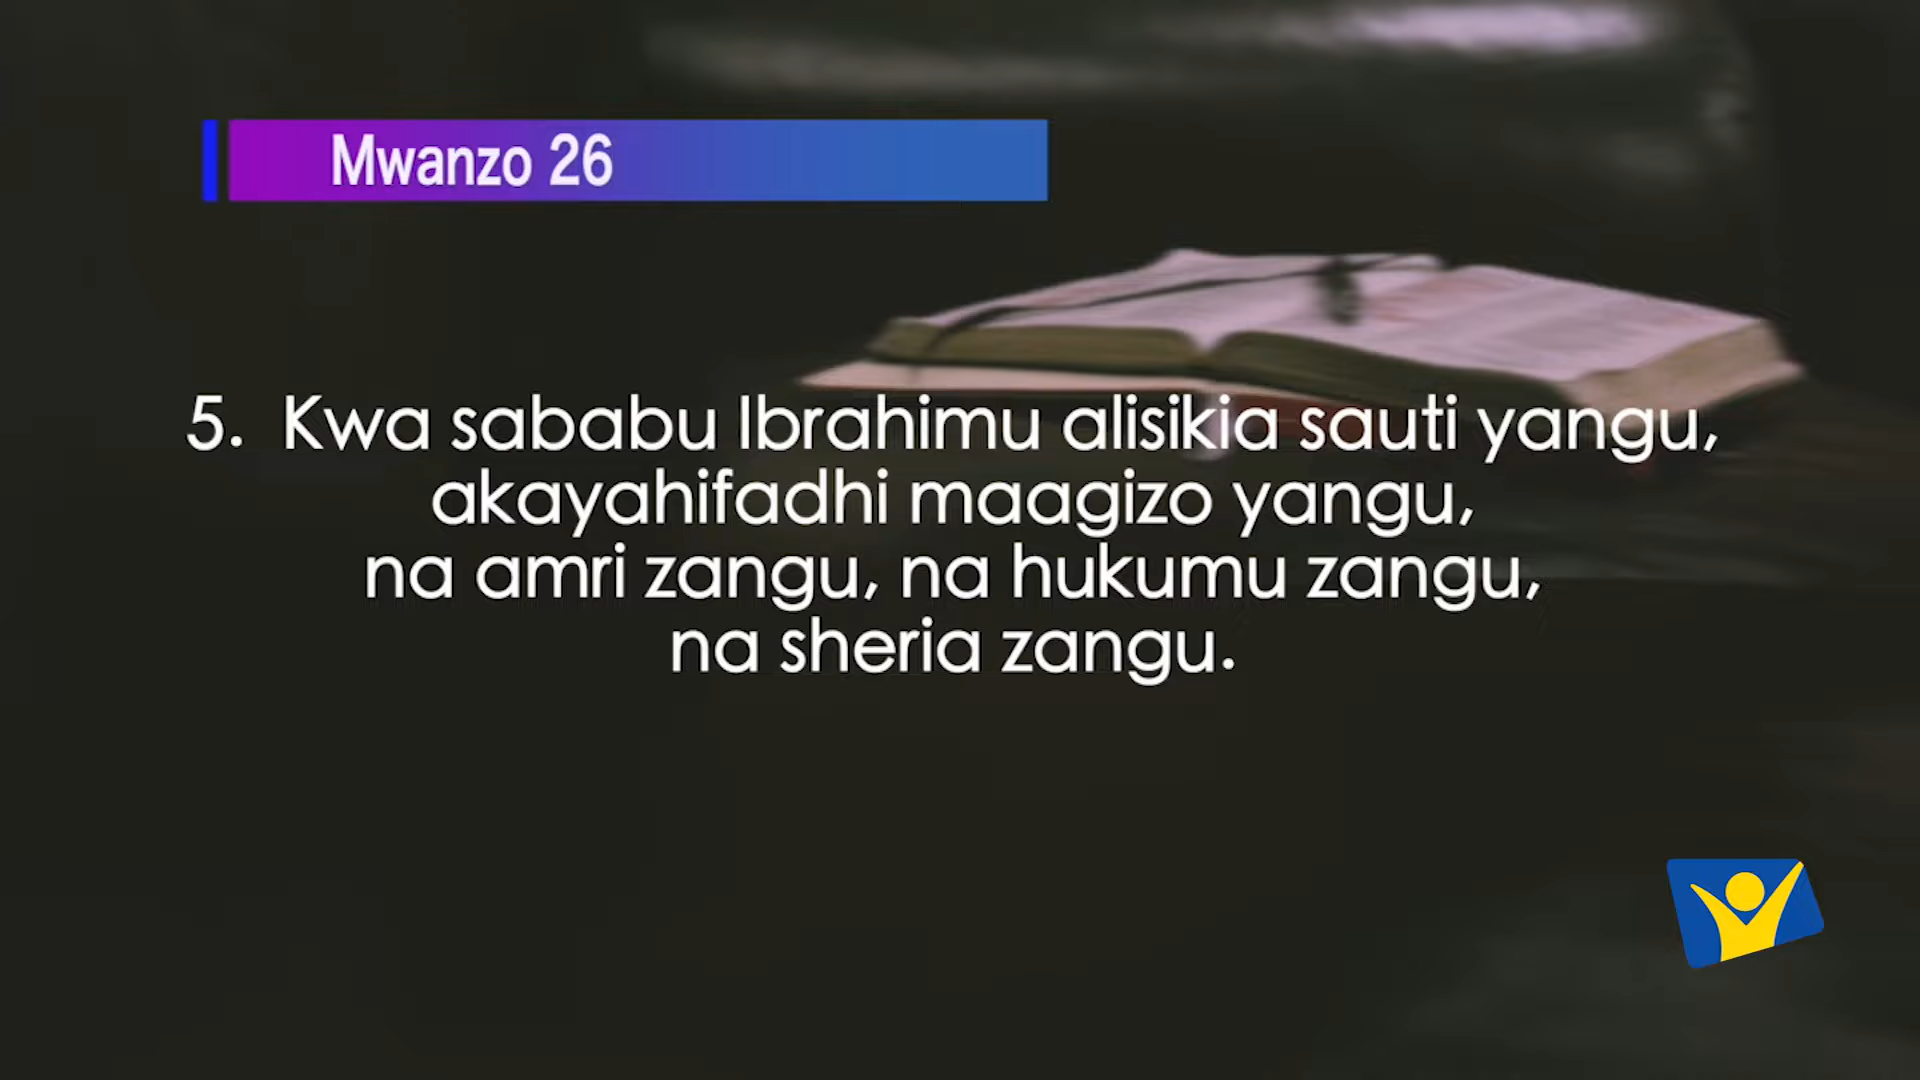 Mwanzo 26
5. Kwa sababu Ibrahimu alisikia sauti yangu,
akayahifadhi maagizo yangu,
na amri zangu, na hukumu zangu,
na sheria zangu.